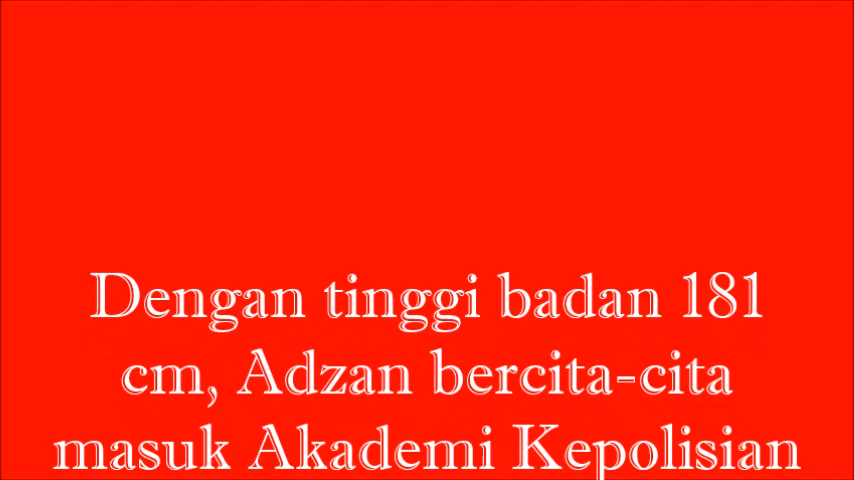 Dengan tinggi badan 181
cm, Adzan bercita-cita
masuk Akademi Kepolisian